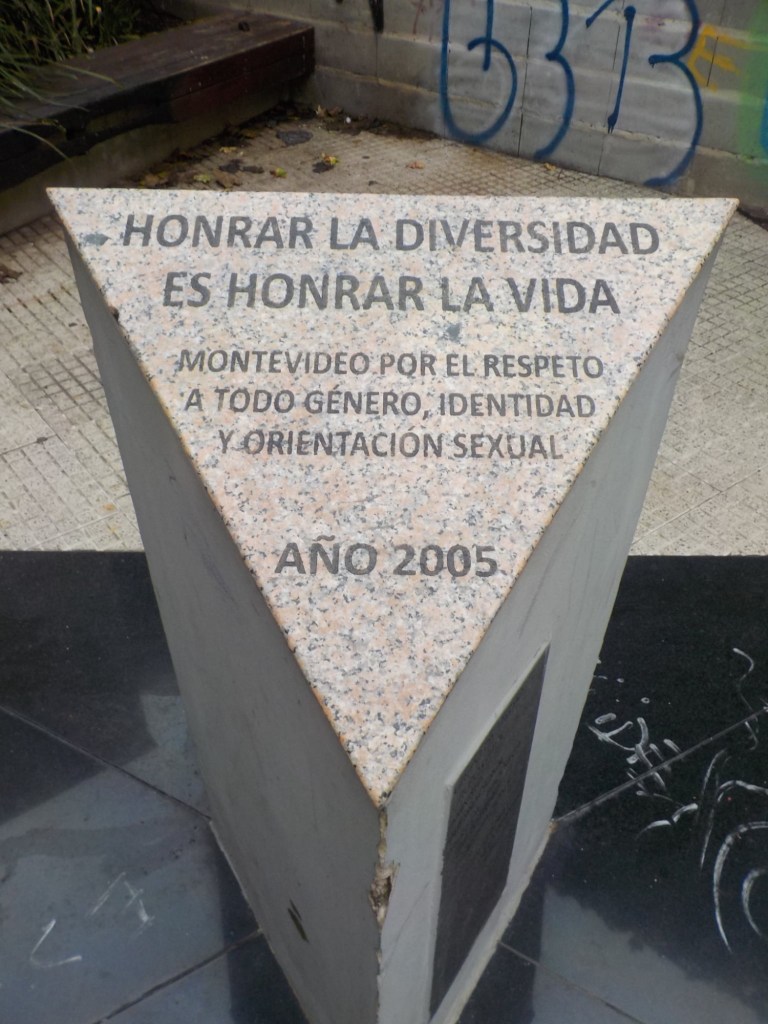 HONRAR LA DIVERSIDAD
ES HONRAR LA VIDA
MONTEVIDEO POR EL RESPETO
A TODO GÉNERO, IDENTIDAD
Y ORIENTACIÓN SEXUAL
AÑO 2005